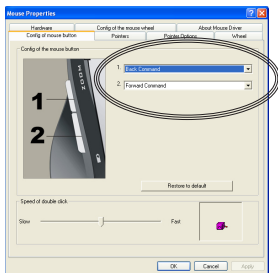 Mouse Properties
Hardware
Config of the mouse wheel
About Mouse Driver
Config of mouse button
Pointers
Pointer Options
Wheel
Config of the mouse button
ZOOM
1
2
1. Back Command
2. Forward Command
Restore to default
Speed of double click
Slow
Fast
OK
Cancel
Apply